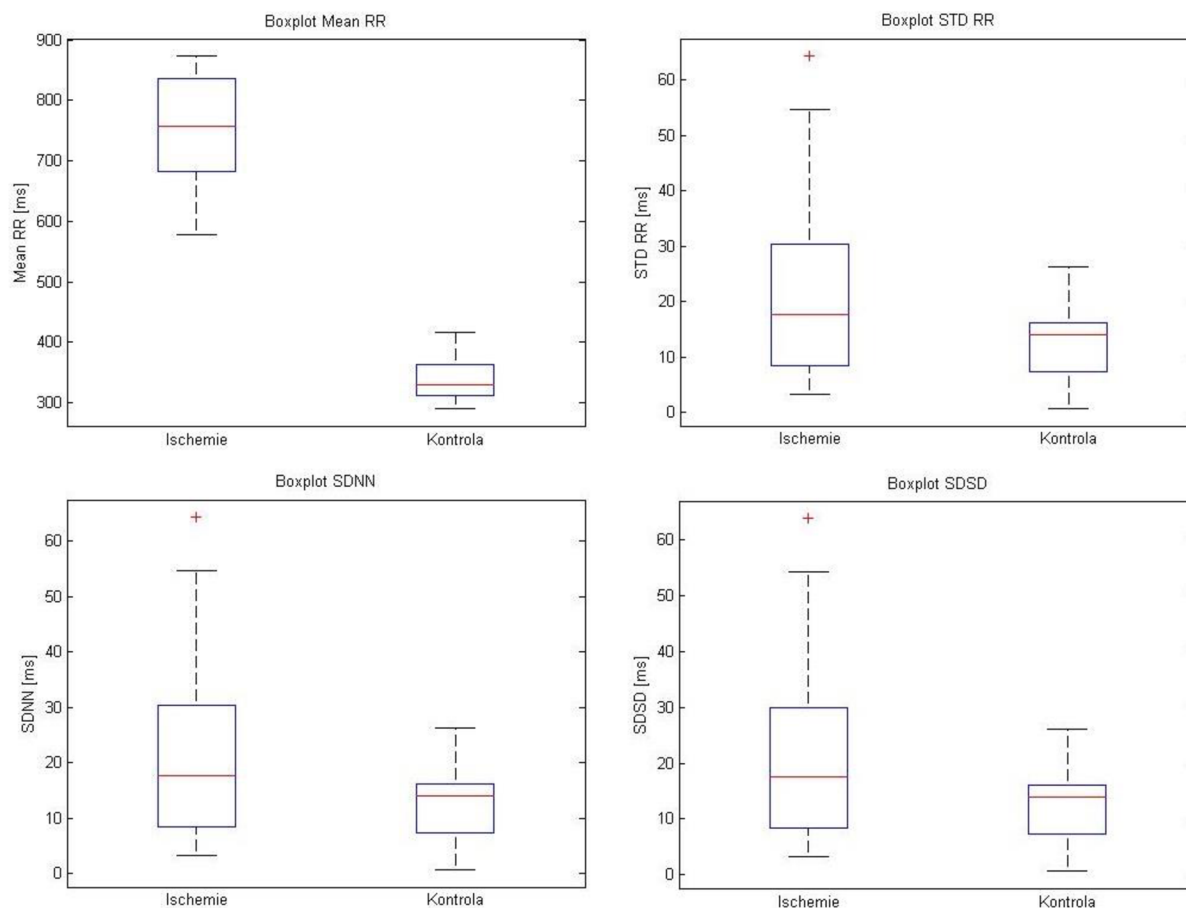 Boxplot Mean RR
900
800
700
600
500
400
300
Mean RR [ms]
Ischemie Kontrola
Boxplot STD RR
60
50
40
30
20
10
0
STD RR [ms]
Ischemie Kontrola
Boxplot SDNN
60
50
40
30
20
10
0
SDNN [ms]
Ischemie Kontrola
Boxplot SDSD
60
50
40
30
20
10
0
SDSD [ms]
Ischemie Kontrola